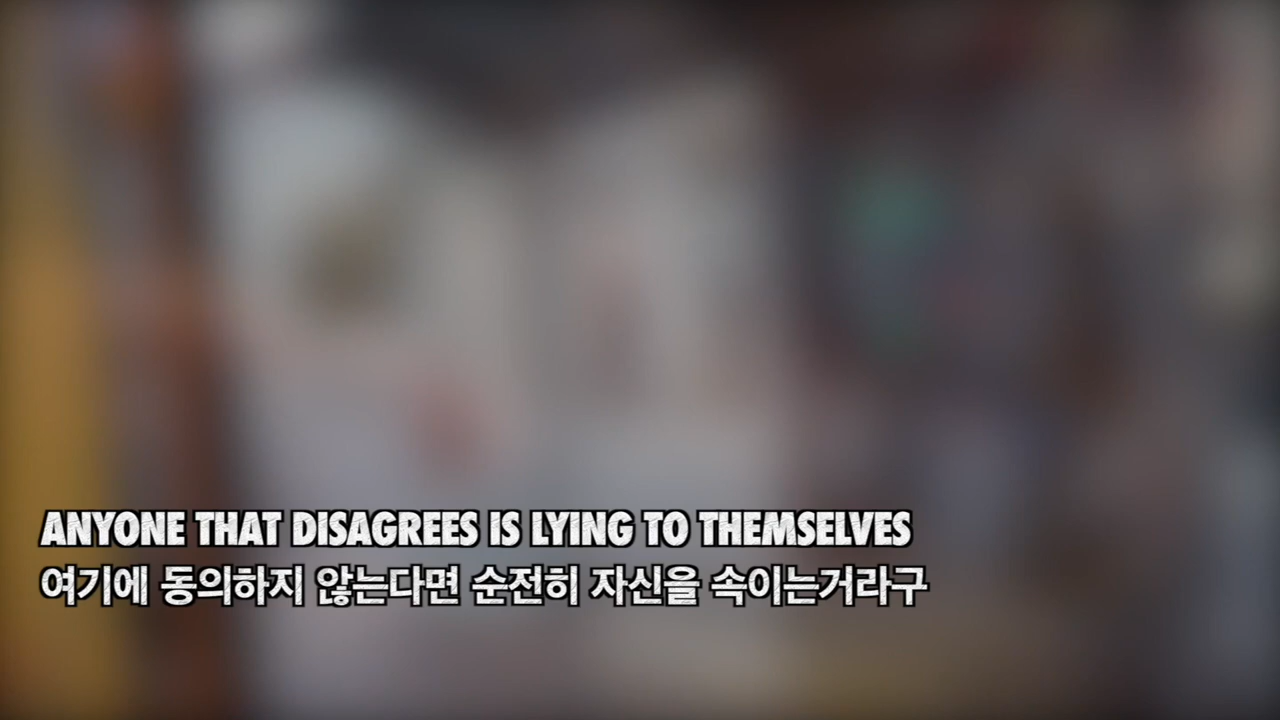 ANYONE THAT DISAGREES IS LYING TO THEMSELVES
여기에 동의하지 않는다면 순전히 자신을 속이는거라구